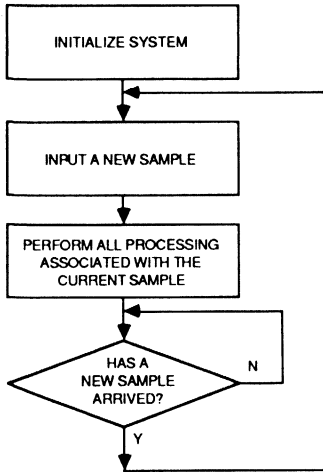 INITIALIZE SYSTEM
INPUT A NEW SAMPLE
PERFORM ALL PROCESSING
ASSOCIATED WITH THE
CURRENT SAMPLE
HAS A
NEW SAMPLE
ARRIVED?
N
Y